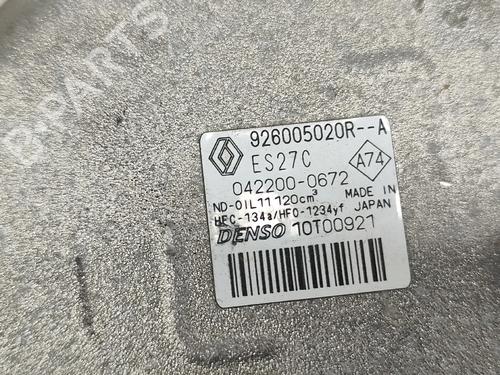 B-PARTS
926005020R--A
ES27C
A74
042200-0672
ND-OIL11 120cm³ MADE IN
HFC-134a/HFO-1234yf JAPAN
DENSO 10T00921